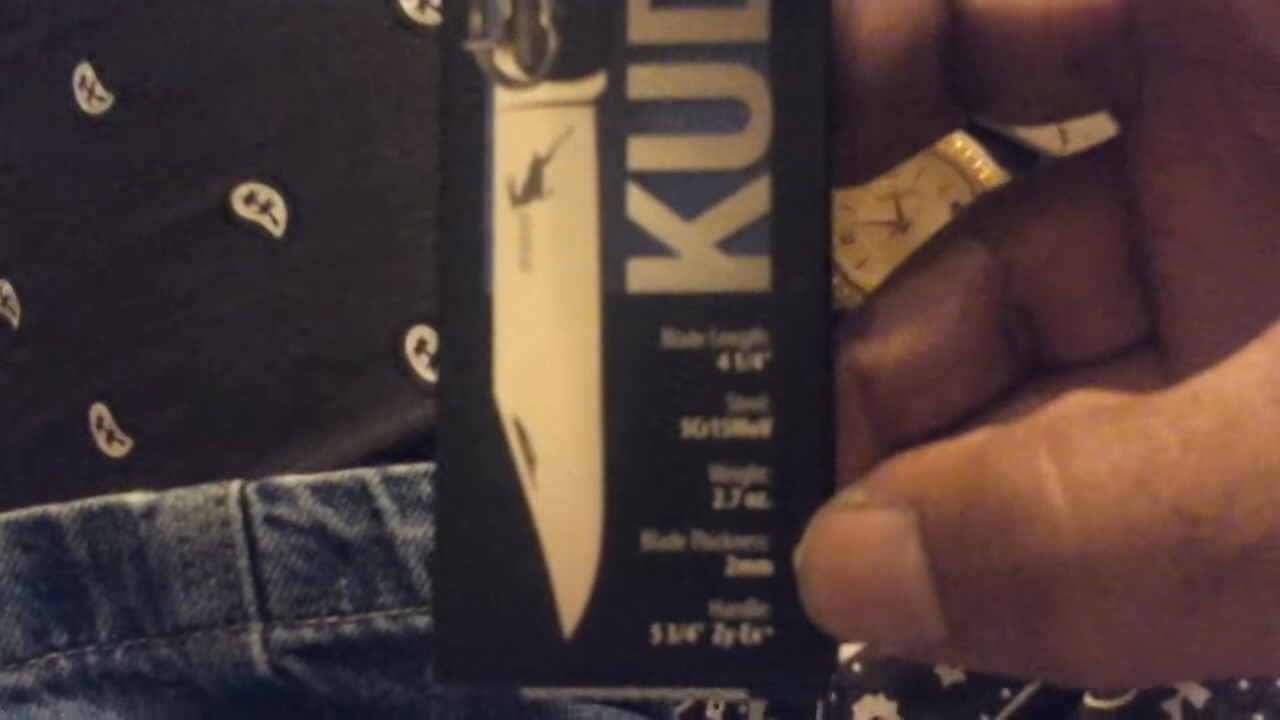 KUD
Blade Length:
4 1/4"
Steel:
5Cr15MoV
Weight:
2.7 oz.
Blade Thickness:
2mm
Handle:
5 1/4" Zy-Ex™